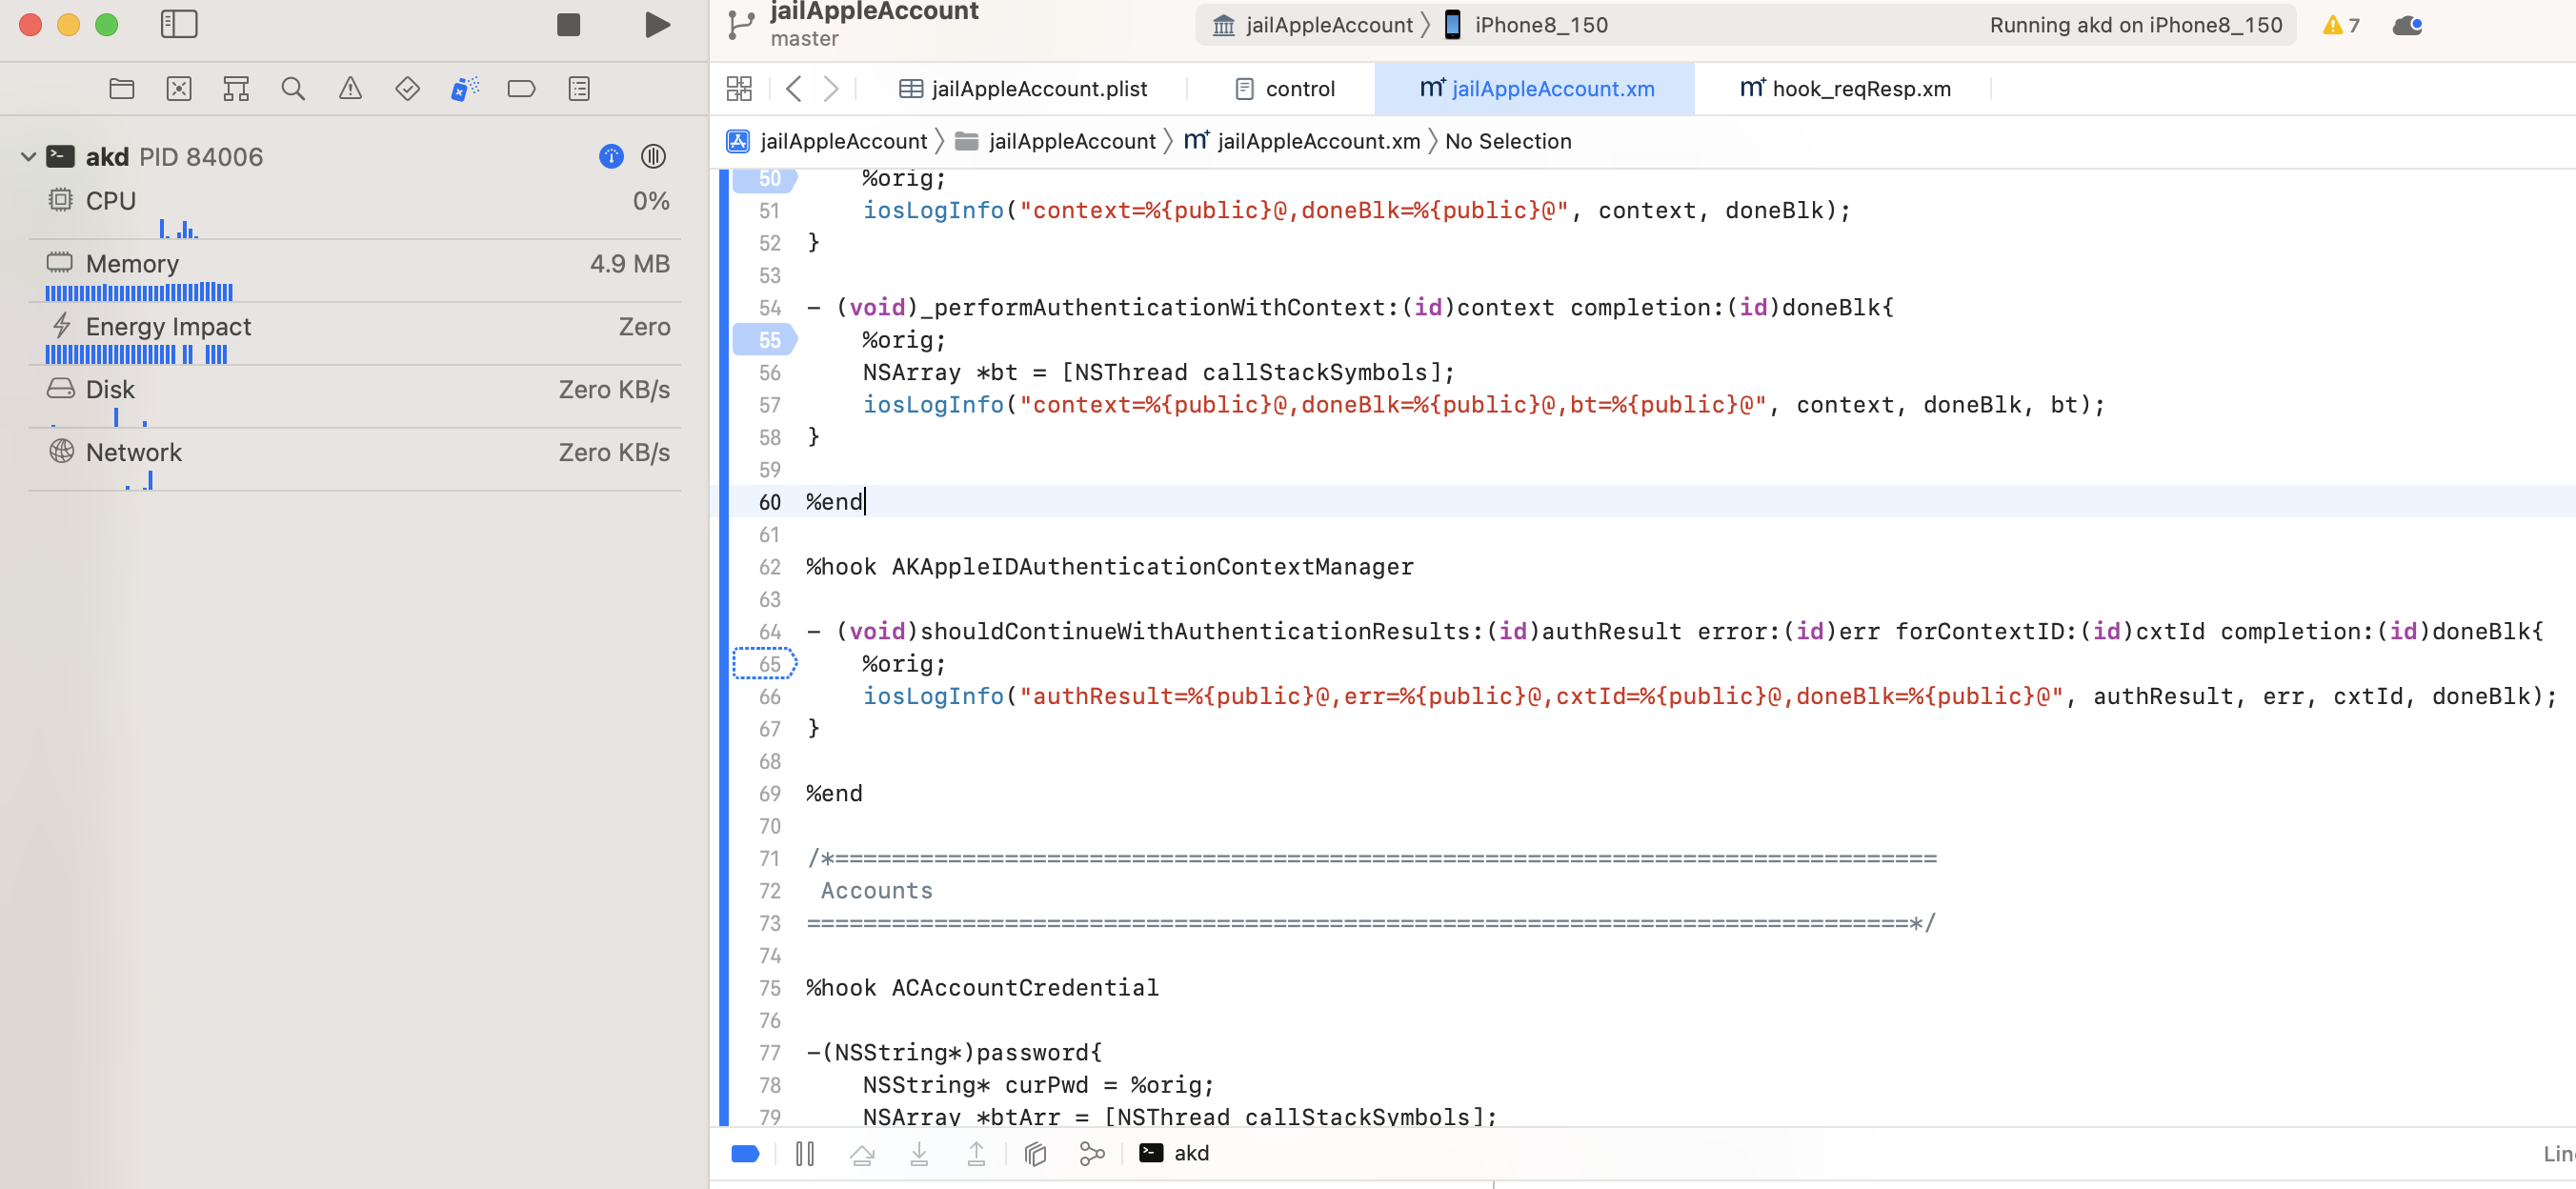 jailAppleAccount
master
jailAppleAccount
iPhone8_150
Running akd on iPhone8_150
7
jailAppleAccount.plist
control
jailAppleAccount.xm
hook_reqResp.xm
jailAppleAccount
jailAppleAccount
jailAppleAccount.xm
No Selection
akd PID 84006
CPU 0%
Memory 4.9 MB
Energy Impact Zero
Disk Zero KB/s
Network Zero KB/s
50 %orig;
51 iosLogInfo("context=%{public}@,doneBlk=%{public}@", context, doneBlk);
52 }
53
54 - (void)_performAuthenticationWithContext:(id)context completion:(id)doneBlk{
55 %orig;
56 NSArray *bt = [NSThread callStackSymbols];
57 iosLogInfo("context=%{public}@,doneBlk=%{public}@,bt=%{public}@", context, doneBlk, bt);
58 }
59
60 %end
61
62 %hook AKAppleIDAuthenticationContextManager
63
64 - (void)shouldContinueWithAuthenticationResults:(id)authResult error:(id)err forContextID:(id)cxtId completion:(id)doneBlk{
65 %orig;
66 iosLogInfo("authResult=%{public}@,err=%{public}@,cxtId=%{public}@,doneBlk=%{public}@", authResult, err, cxtId, doneBlk);
67 }
68
69 %end
70
71 /*==============================================================================
72 Accounts
73 ==============================================================================*/
74
75 %hook ACAccountCredential
76
77 -(NSString*)password{
78 NSString* curPwd = %orig;
79 NSArray *btArr = [NSThread callStackSymbols];
akd
Lin